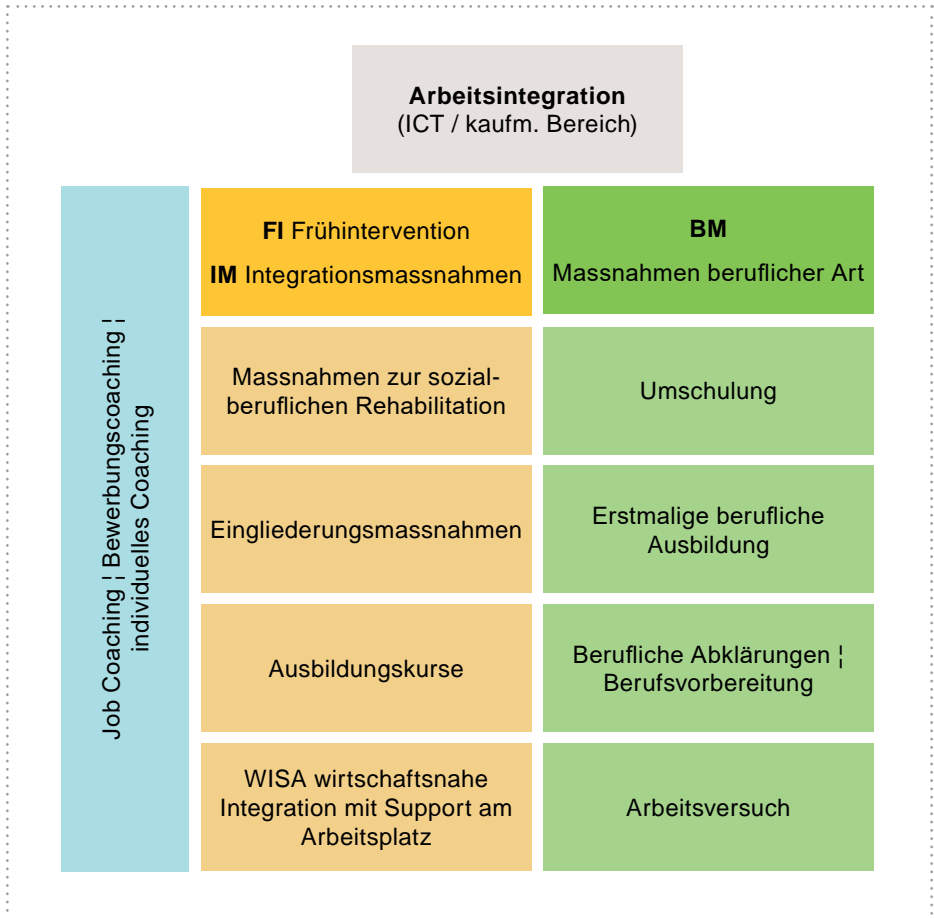 Arbeitsintegration
(ICT / kaufm. Bereich)
Job Coaching ¦ Bewerbungscoaching ¦
individuelles Coaching
FI Frühintervention
IM Integrationsmassnahmen
BM
Massnahmen beruflicher Art
Massnahmen zur sozial-
beruflichen Rehabilitation
Umschulung
Eingliederungsmassnahmen
Erstmalige berufliche
Ausbildung
Ausbildungskurse
Berufliche Abklärungen ¦
Berufsvorbereitung
WISA wirtschaftsnahe
Integration mit Support am
Arbeitsplatz
Arbeitsversuch